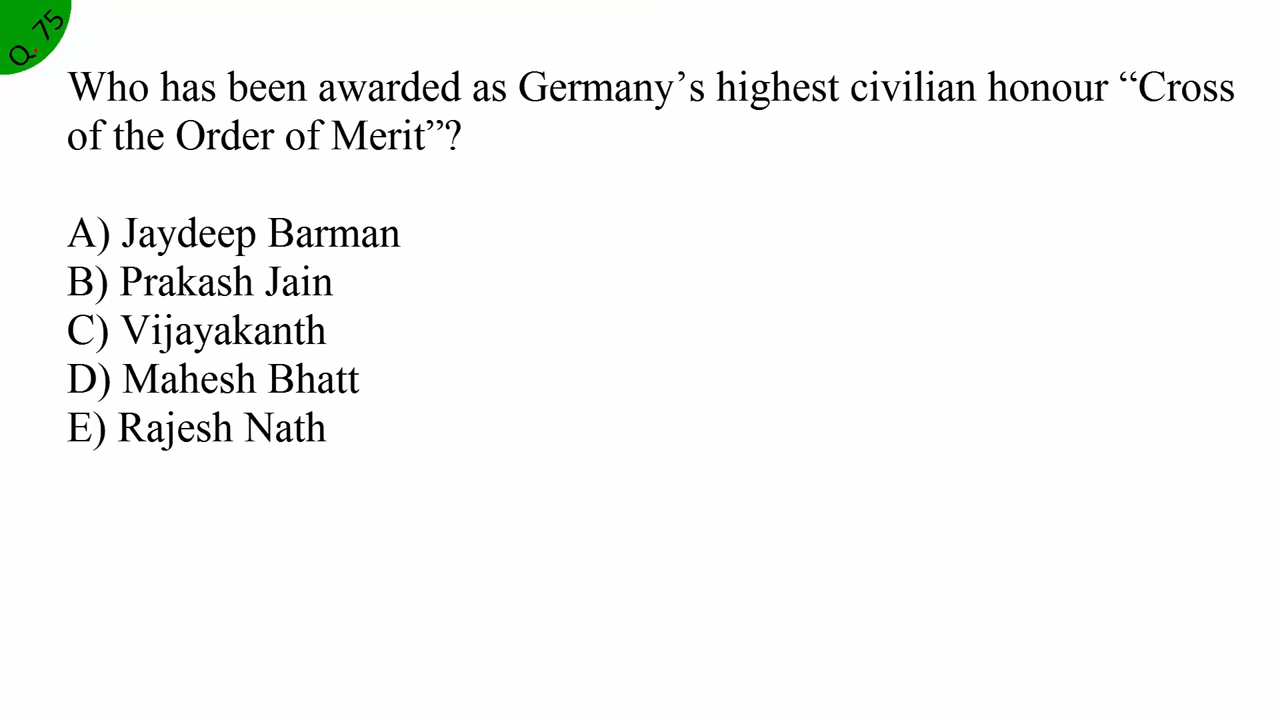 Q. 75
Who has been awarded as Germany’s highest civilian honour “Cross
of the Order of Merit”?
A) Jaydeep Barman
B) Prakash Jain
C) Vijayakanth
D) Mahesh Bhatt
E) Rajesh Nath